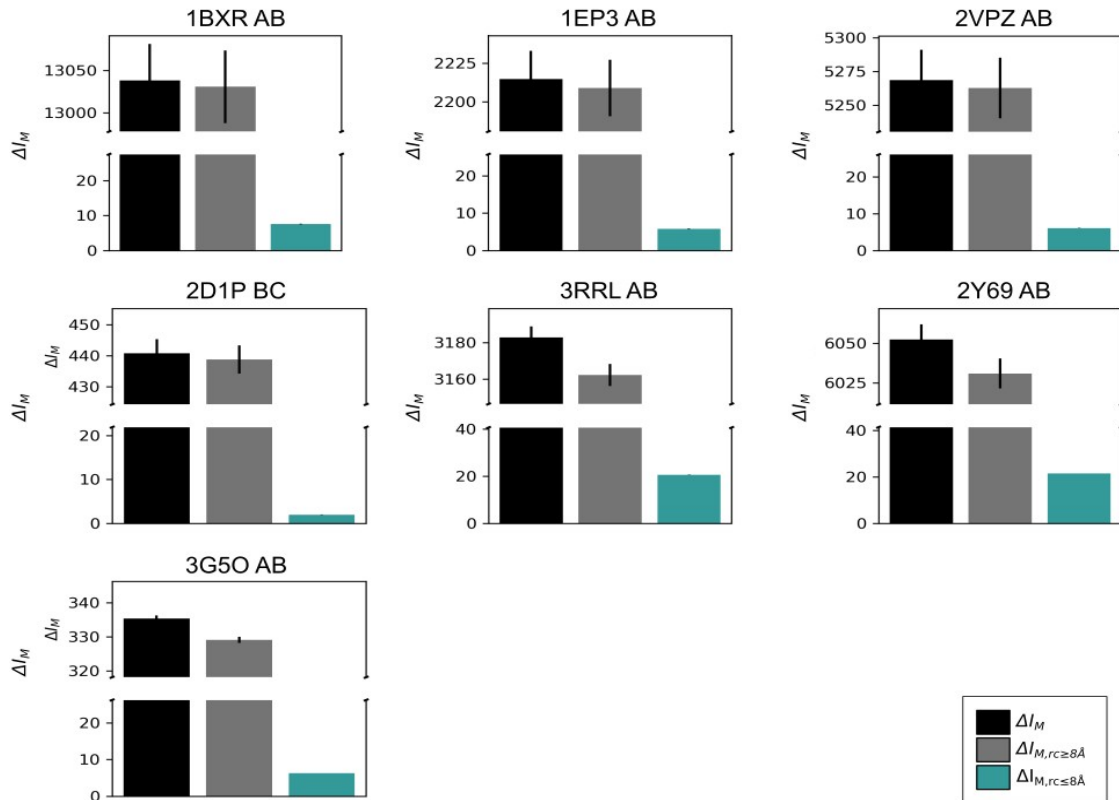 1BXR AB
1EP3 AB
2VPZ AB
ΔI_M
13050
13000
20
10
0
ΔI_M
2225
2200
20
10
0
ΔI_M
5300
5275
5250
20
10
0
2D1P BC
3RRL AB
2Y69 AB
ΔI_M
ΔI_M
450
440
430
20
10
0
ΔI_M
3180
3160
40
20
0
ΔI_M
6050
6025
40
20
0
3G5O AB
ΔI_M
ΔI_M
340
330
320
20
10
0
ΔI_M
ΔI_M,rc≥8Å
ΔI_M,rc≤8Å